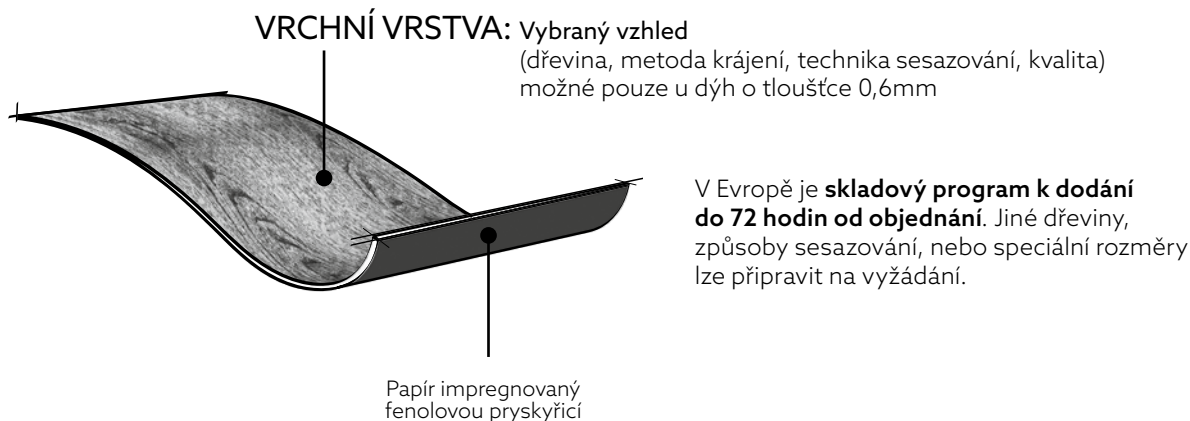 VRCHNÍ VRSTVA: Vybraný vzhled
(dřevina, metoda krájení, technika sesazování, kvalita)
možné pouze u dýh o tloušťce 0,6mm
V Evropě je skladový program k dodání
do 72 hodin od objednání. Jiné dřeviny,
způsoby sesazování, nebo speciální rozměry
lze připravit na vyžádání.
Papír impregnovaný
fenolovou pryskyřicí